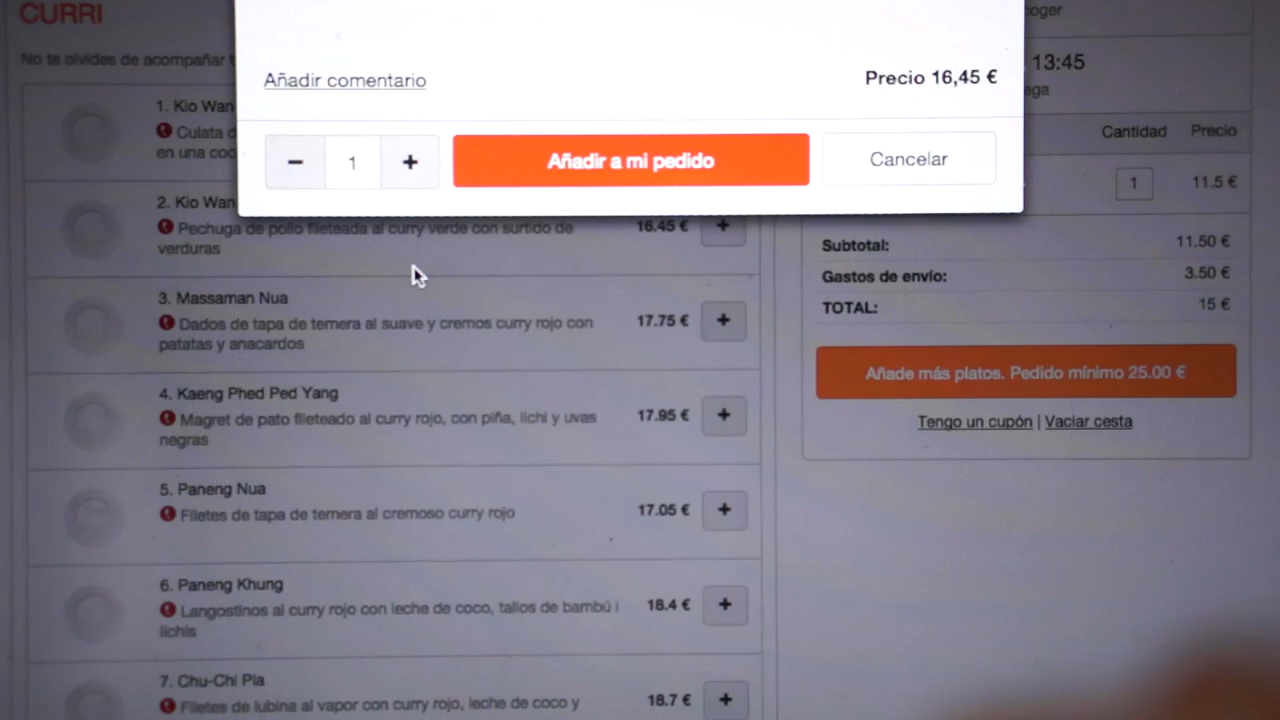 CURRI
No te olvides de acompañar
1. Kio Wan
Culata d
en una coc
2. Kio Wan
Pechuga de pollo fileteada al curry verde con surtido de
verduras
16.45 €
+
3. Massaman Nua
Dados de tapa de ternera al suave y cremos curry rojo con
patatas y anacardos
17.75 €
+
4. Kaeng Phed Ped Yang
Magret de pato fileteado al curry rojo, con piña, lichi y uvas
negras
17.95 €
+
5. Paneng Nua
Filetes de tapa de ternera al cremoso curry rojo
17.05 €
+
6. Paneng Khung
Langostinos al curry rojo con leche de coco, tallos de bambú i
lichis
18.4 €
+
7. Chu-Chi Pla
Filetes de lubina al vapor con curry rojo, leche de coco y
18.7 €
+
Añadir comentario
Precio 16,45 €
− 1 +
Añadir a mi pedido
Cancelar
oger
13:45
ega
Cantidad Precio
1 11.5 €
Subtotal: 11.50 €
Gastos de envío: 3.50 €
TOTAL: 15 €
Añade más platos. Pedido mínimo 25.00 €
Tengo un cupón | Vaciar cesta